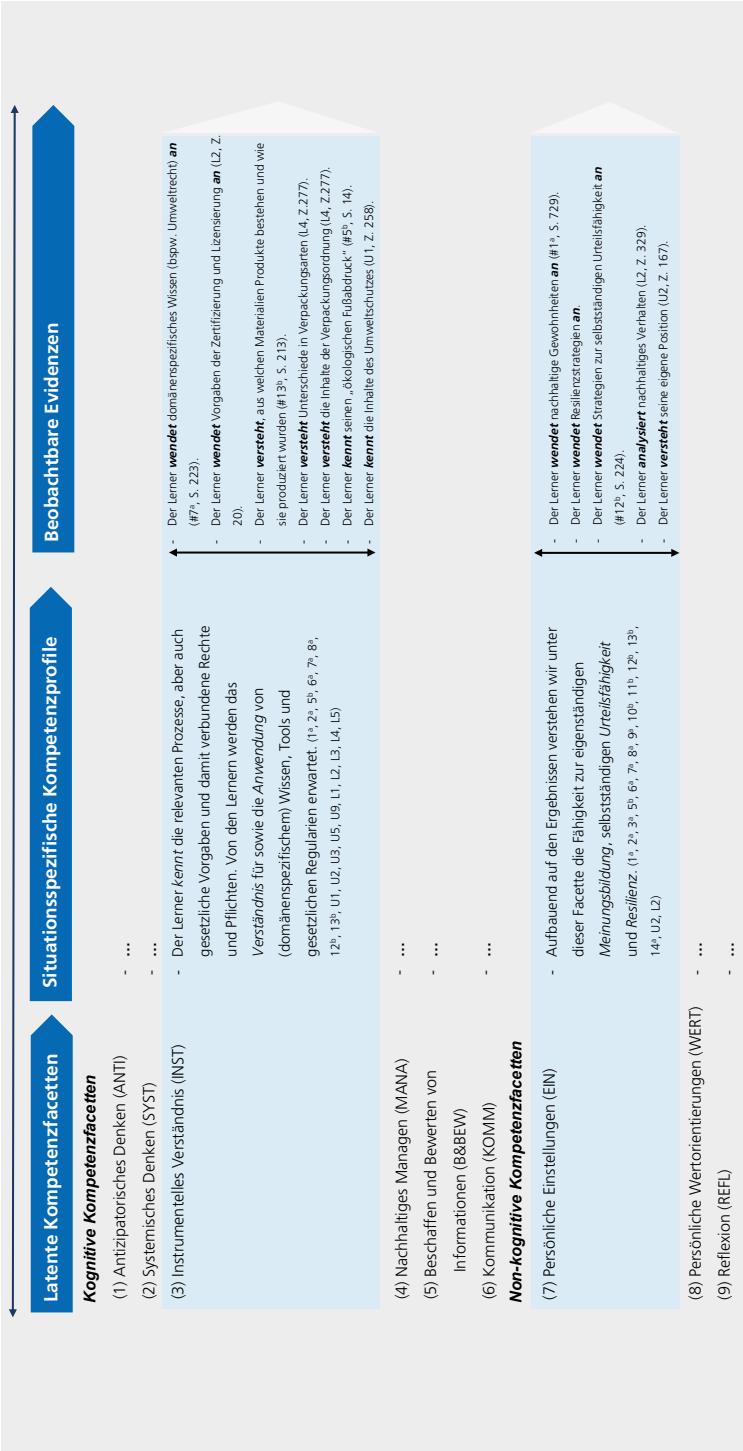 Latente Kompetenzfacetten
Situationsspezifische Kompetenzprofile
Beobachtbare Evidenzen
Kognitive Kompetenzfacetten
(1) Antizipatorisches Denken (ANTI)
- ...
(2) Systemisches Denken (SYST)
- ...
(3) Instrumentelles Verständnis (INST)
- Der Lerner kennt die relevanten Prozesse, aber auch
gesetzliche Vorgaben und damit verbundene Rechte
und Pflichten. Von den Lernern werden das
Verständnis für sowie die Anwendung von
(domänenspezifischem) Wissen, Tools und
gesetzlichen Regularien erwartet. (1ᵃ, 2ᵃ, 5ᵇ, 6ᵃ, 7ᵃ, 8ᵃ,
12ᵇ, 13ᵇ, U1, U2, U3, U5, U9, L1, L2, L3, L4, L5)
- Der Lerner wendet domänenspezifisches Wissen (bspw. Umweltrecht) an
(#7ᵃ, S. 223).
- Der Lerner wendet Vorgaben der Zertifizierung und Lizensierung an (L2, Z.
20).
- Der Lerner versteht, aus welchen Materialien Produkte bestehen und wie
sie produziert wurden (#13ᵇ, S. 213).
- Der Lerner versteht Unterschiede in Verpackungsarten (L4, Z.277).
- Der Lerner versteht die Inhalte der Verpackungsordnung (L4, Z.277).
- Der Lerner kennt seinen „ökologischen Fußabdruck“ (#5ᵇ, S. 14).
- Der Lerner kennt die Inhalte des Umweltschutzes (U1, Z. 258).
(4) Nachhaltiges Managen (MANA)
- ...
(5) Beschaffen und Bewerten von
Informationen (B&BEW)
- ...
(6) Kommunikation (KOMM)
- ...
Non-kognitive Kompetenzfacetten
(7) Persönliche Einstellungen (EIN)
- Aufbauend auf den Ergebnissen verstehen wir unter
dieser Facette die Fähigkeit zur eigenständigen
Meinungsbildung, selbstständigen Urteilsfähigkeit
und Resilienz. (1ᵃ, 2ᵃ, 3ᵃ, 5ᵇ, 6ᵃ, 7ᵃ, 8ᵃ, 9ᵃ, 10ᵇ, 11ᵇ, 12ᵇ, 13ᵇ,
14ᵃ, U2, L2)
- Der Lerner wendet nachhaltige Gewohnheiten an (#1ᵃ, S. 729).
- Der Lerner wendet Resilienzstrategien an.
- Der Lerner wendet Strategien zur selbstständigen Urteilsfähigkeit an
(#12ᵇ, S. 224).
- Der Lerner analysiert nachhaltiges Verhalten (L2, Z. 329).
- Der Lerner versteht seine eigene Position (U2, Z. 167).
(8) Persönliche Wertorientierungen (WERT)
- ...
(9) Reflexion (REFL)
- ...